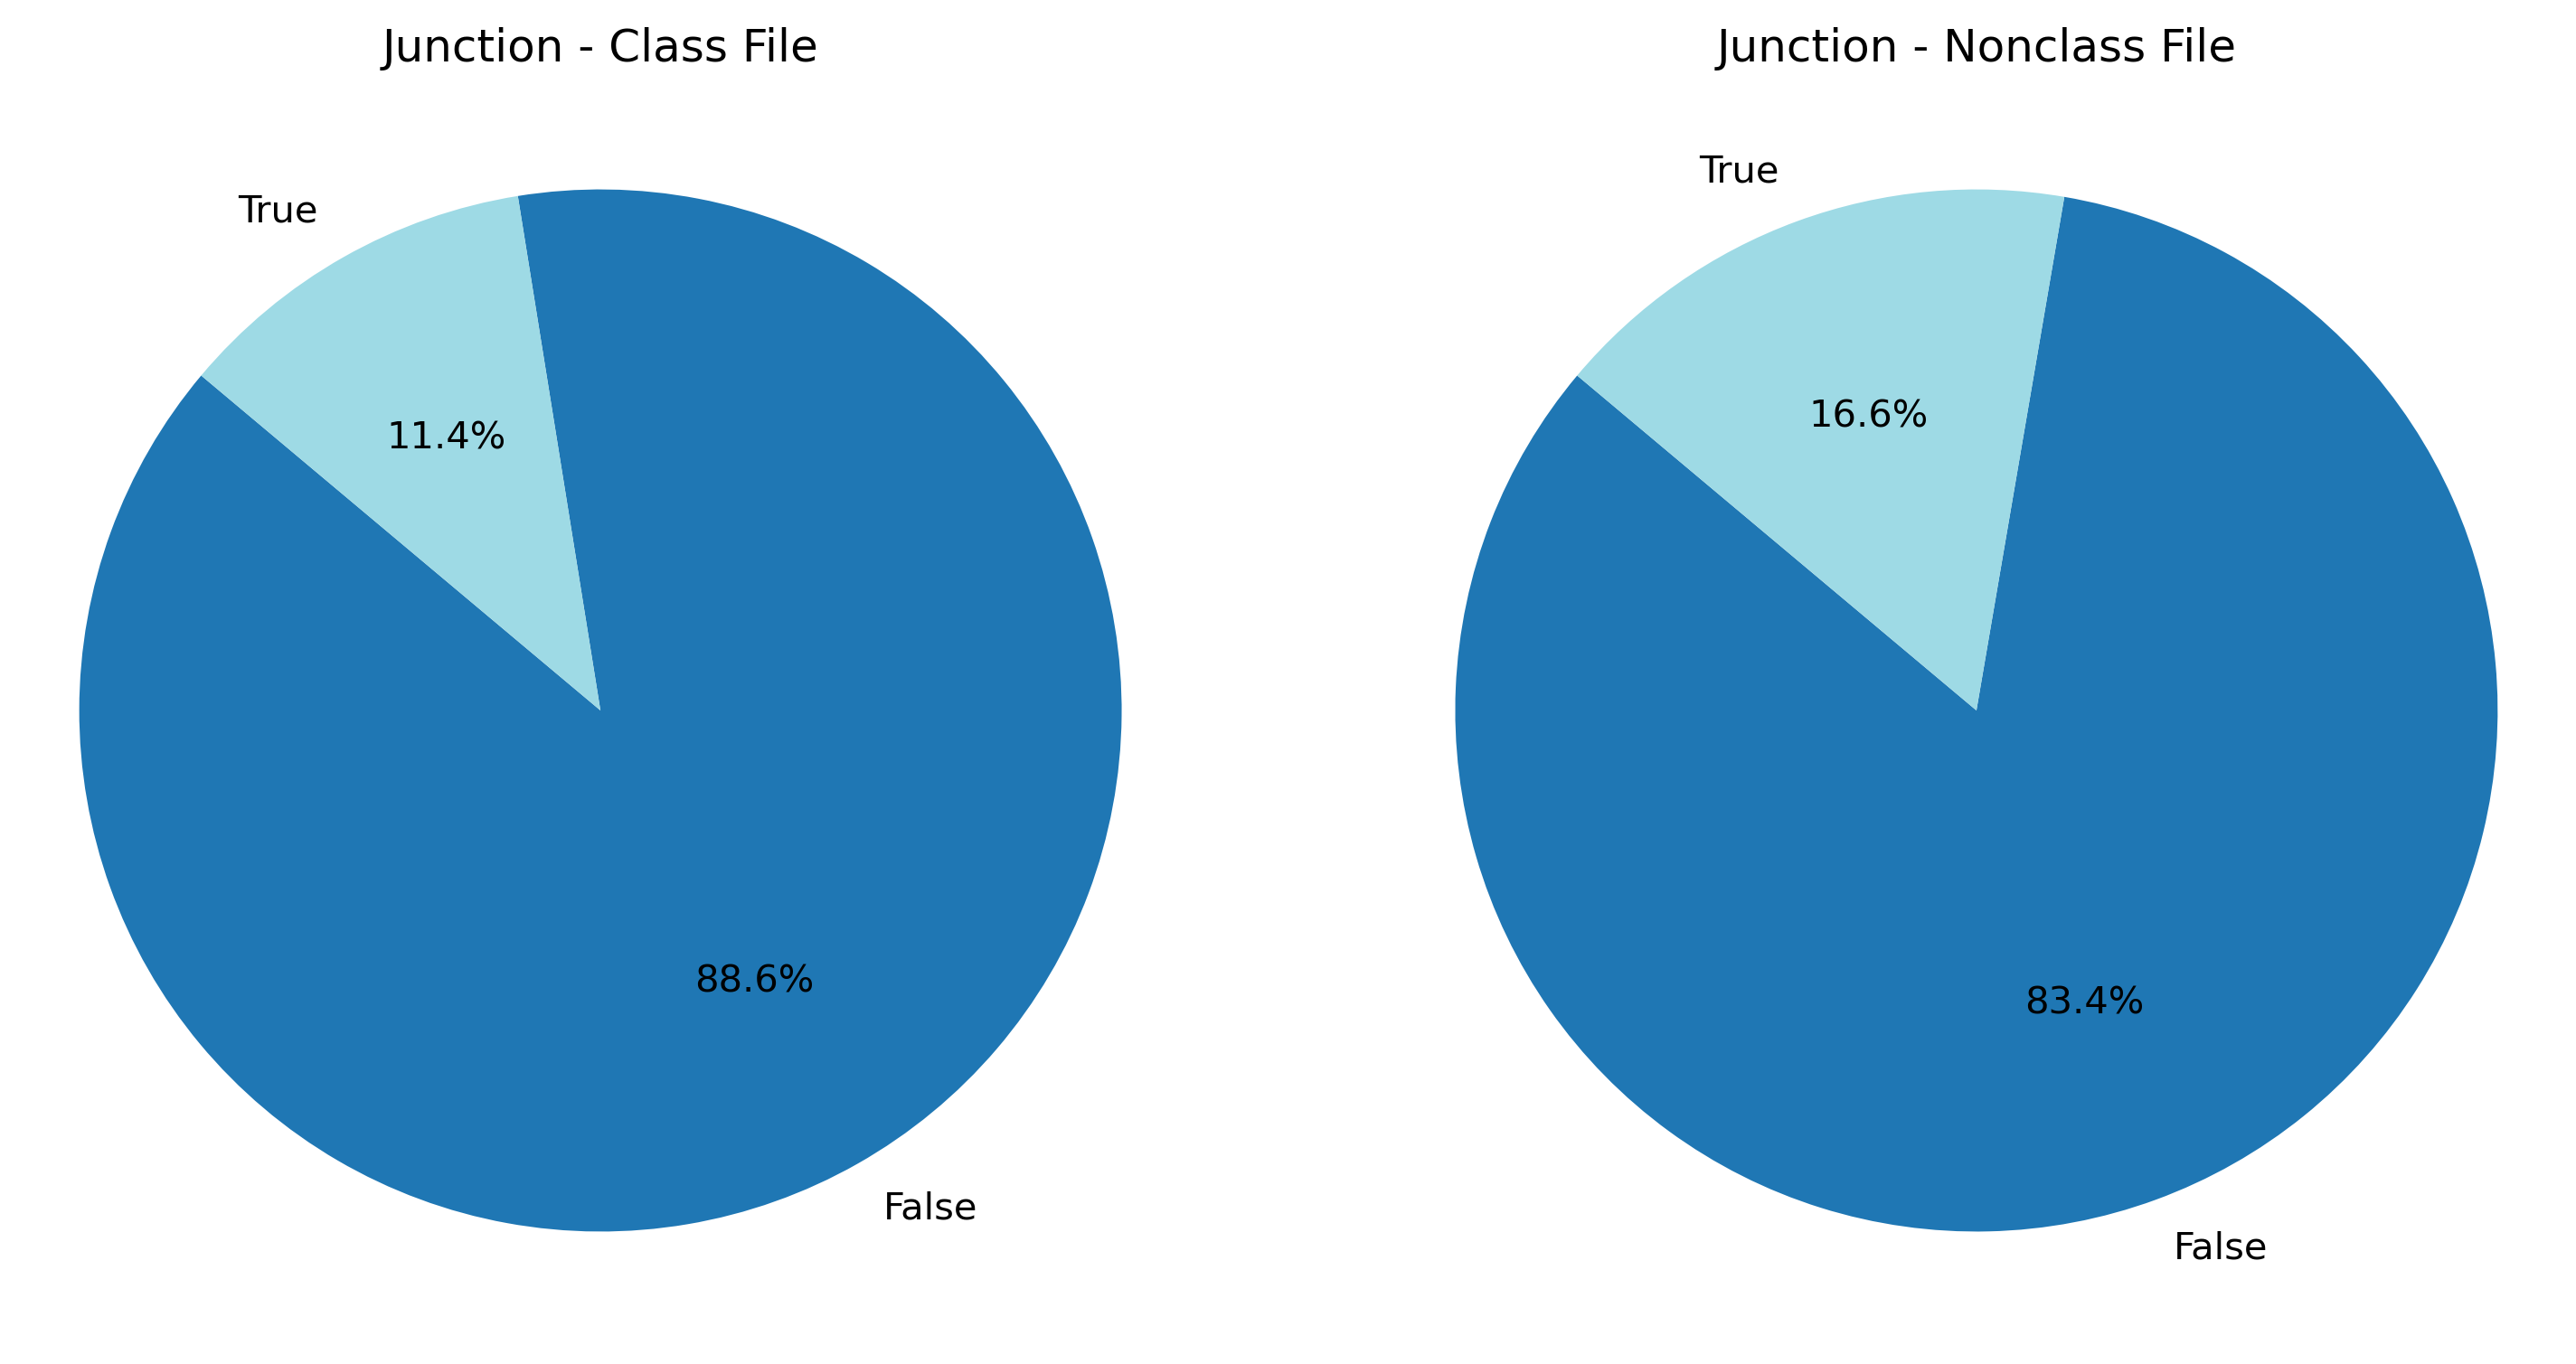 Junction - Class File
True
11.4%
88.6%
False
Junction - Nonclass File
True
16.6%
83.4%
False